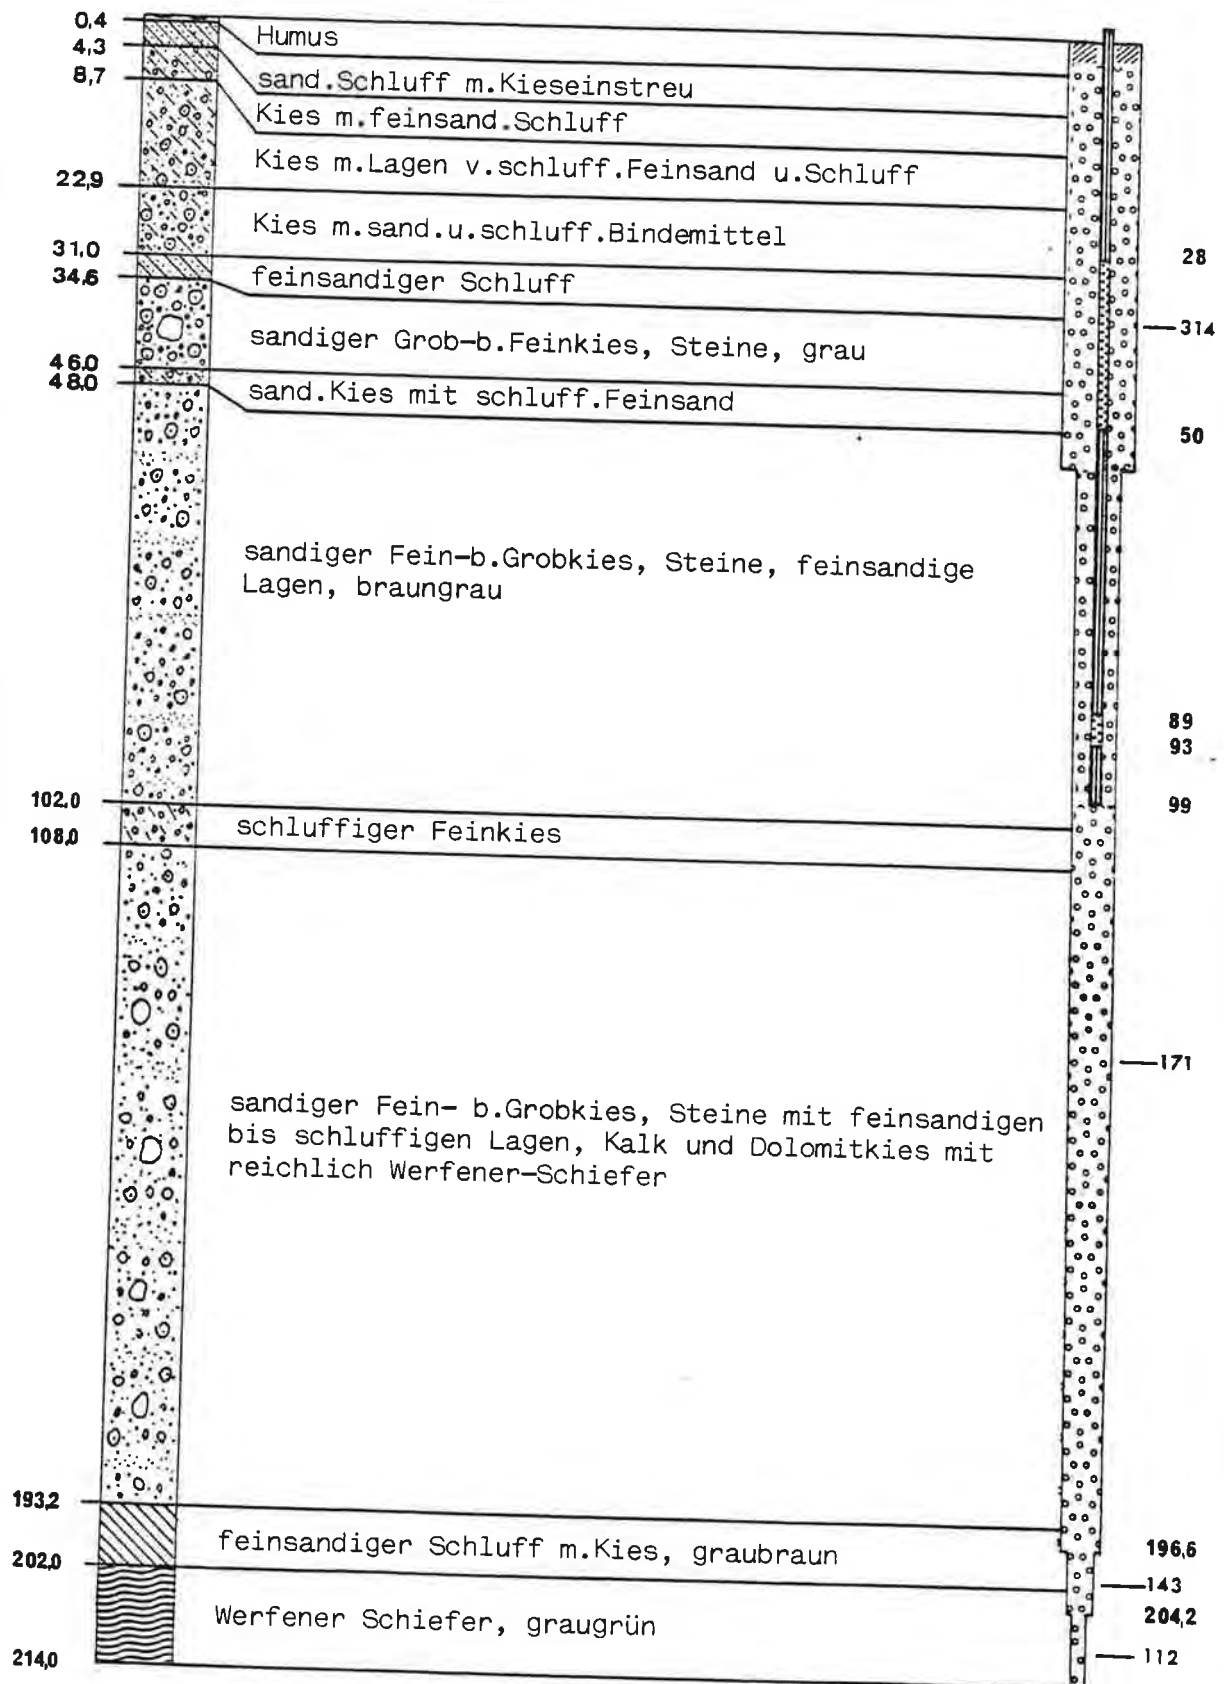 0,4
Humus
4,3
sand.Schluff m.Kieseinstreu
8,7
Kies m.feinsand.Schluff
Kies m.Lagen v.schluff.Feinsand u.Schluff
22,9
Kies m.sand.u.schluff.Bindemittel
31,0
28
34,6
feinsandiger Schluff
314
sandiger Grob-b.Feinkies, Steine, grau
46,0
48,0
sand.Kies mit schluff.Feinsand
50
sandiger Fein-b.Grobkies, Steine, feinsandige
Lagen, braungrau
89
93
102,0
99
schluffiger Feinkies
108,0
171
sandiger Fein- b.Grobkies, Steine mit feinsandigen
bis schluffigen Lagen, Kalk und Dolomitkies mit
reichlich Werfener-Schiefer
193,2
feinsandiger Schluff m.Kies, graubraun
196,6
202,0
143
204,2
Werfener Schiefer, graugrün
214,0
112